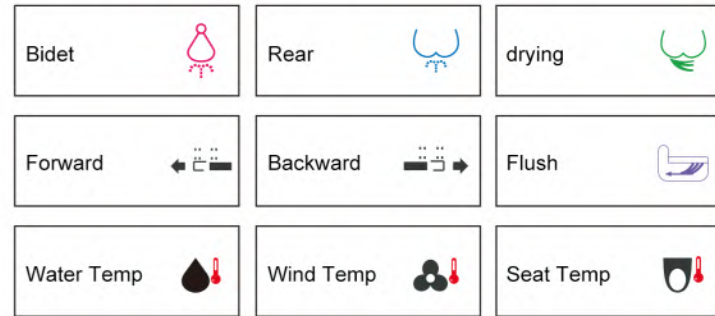 Bidet
Rear
drying
Forward
Backward
Flush
Water Temp
Wind Temp
Seat Temp